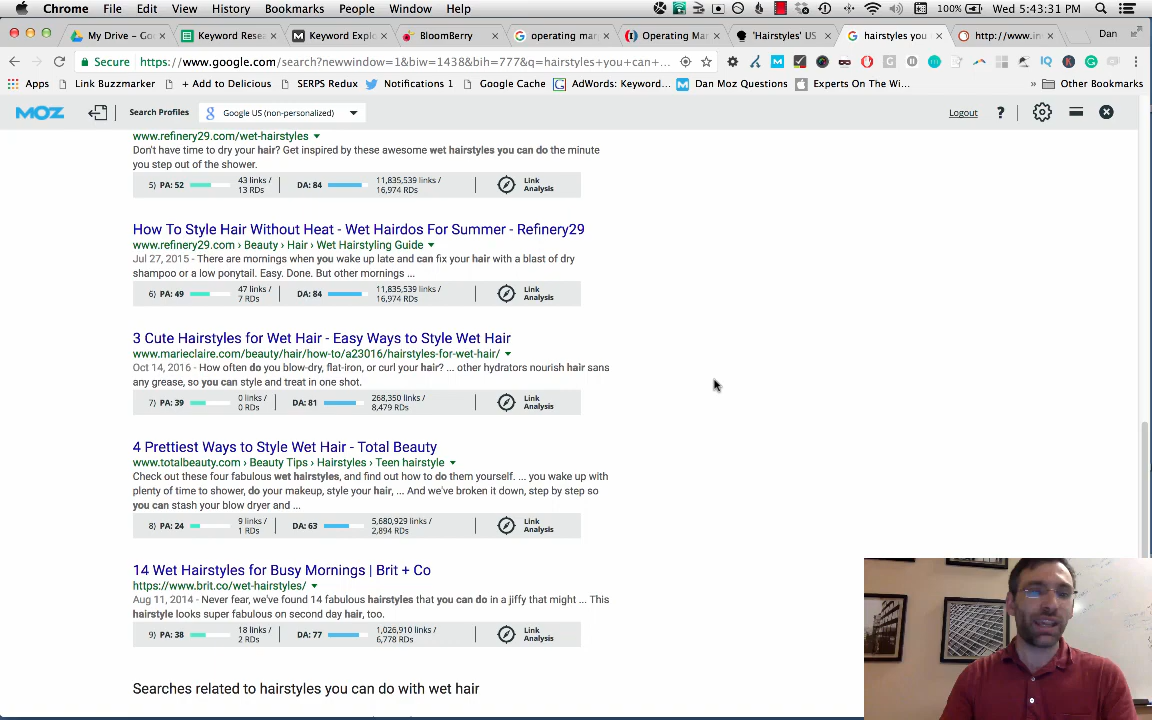 Chrome File Edit View History Bookmarks People Window Help 100% Mon Sep 11 5:43:31 PM
My Drive – Go
Keyword Rese
Keyword Explo
BloomBerry
operating mar
Operating Mar
'Hairstyles' US
hairstyles you
http://www.in
Dan
Secure https://www.google.com/search?newwindow=1&biw=1438&bih=777&q=hairstyles+you+can+...
Apps Link Buzzmarker + Add to Delicious SERPS Redux Notifications 1 Google Cache AdWords: Keyword... Dan Moz Questions Experts On The Wi... » Other Bookmarks
MOZ Search Profiles Google US (non-personalized) Logout ?
www.refinery29.com/wet-hairstyles
Don't have time to dry your hair? Get inspired by these awesome wet hairstyles you can do the minute
you step out of the shower.
5) PA: 52 43 links / 13 RDs DA: 84 11,835,539 links / 16,974 RDs Link Analysis
How To Style Hair Without Heat - Wet Hairdos For Summer - Refinery29
www.refinery29.com › Beauty › Hair › Wet Hairstyling Guide
Jul 27, 2015 - There are mornings when you wake up late and can fix your hair with a blast of dry
shampoo or a low ponytail. Easy. Done. But other mornings ...
6) PA: 49 47 links / 7 RDs DA: 84 11,835,539 links / 16,974 RDs Link Analysis
3 Cute Hairstyles for Wet Hair - Easy Ways to Style Wet Hair
www.marieclaire.com/beauty/hair/how-to/a23016/hairstyles-for-wet-hair/
Oct 14, 2016 - How often do you blow-dry, flat-iron, or curl your hair? ... other hydrators nourish hair sans
any grease, so you can style and treat in one shot.
7) PA: 39 0 links / 0 RDs DA: 81 268,350 links / 8,479 RDs Link Analysis
4 Prettiest Ways to Style Wet Hair - Total Beauty
www.totalbeauty.com › Beauty Tips › Hairstyles › Teen hairstyle
Check out these four fabulous wet hairstyles, and find out how to do them yourself. ... you wake up with
plenty of time to shower, do your makeup, style your hair, ... And we've broken it down, step by step so
you can stash your blow dryer and ...
8) PA: 24 9 links / 1 RDs DA: 63 5,680,929 links / 2,894 RDs Link Analysis
14 Wet Hairstyles for Busy Mornings | Brit + Co
https://www.brit.co/wet-hairstyles/
Aug 11, 2014 - Never fear, we've found 14 fabulous hairstyles that you can do in a jiffy that might ... This
hairstyle looks super fabulous on second day hair, too.
9) PA: 38 18 links / 2 RDs DA: 77 1,026,910 links / 6,778 RDs Link Analysis
Searches related to hairstyles you can do with wet hair